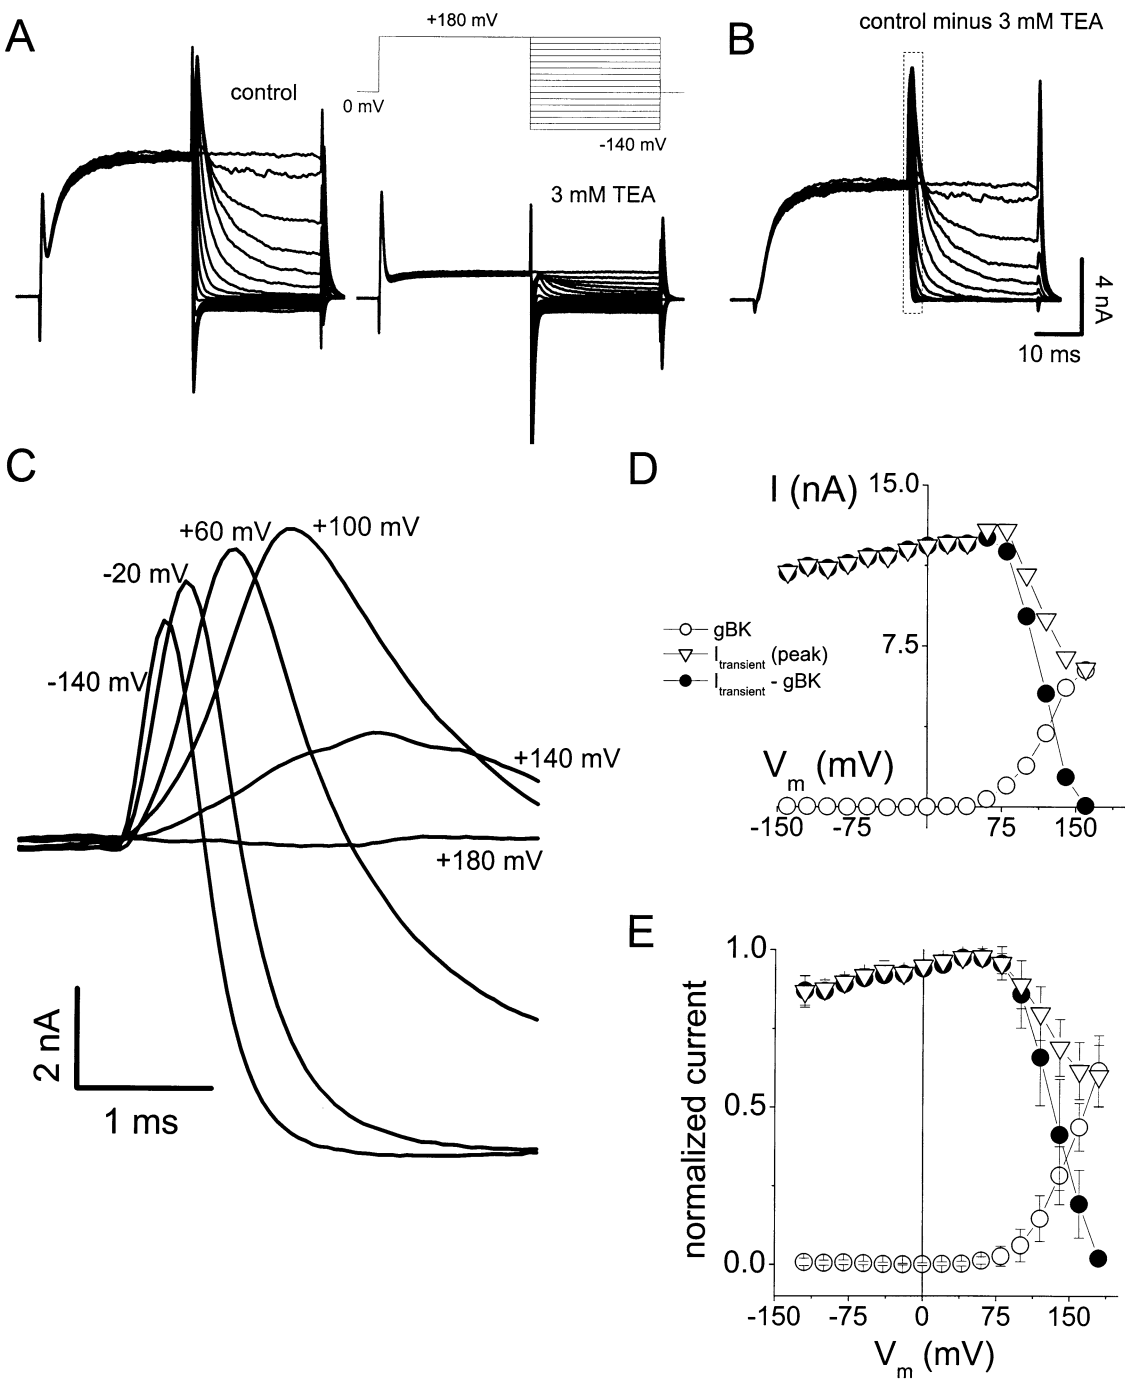 A
+180 mV
control
0 mV
-140 mV
3 mM TEA
B
control minus 3 mM TEA
4 nA
10 ms
C
+60 mV
+100 mV
-20 mV
-140 mV
+140 mV
+180 mV
2 nA
1 ms
D
I (nA)
15.0
7.5
gBK
Itransient (peak)
Itransient - gBK
Vm (mV)
-150 -75 75 150
E
1.0
0.5
0.0
normalized current
-150 -75 0 75 150
Vm (mV)